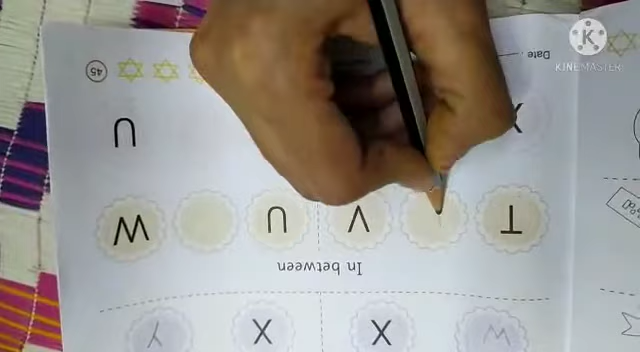 W X X Y
In between
T V U W
X U
Date
45
K
KINEMASTER